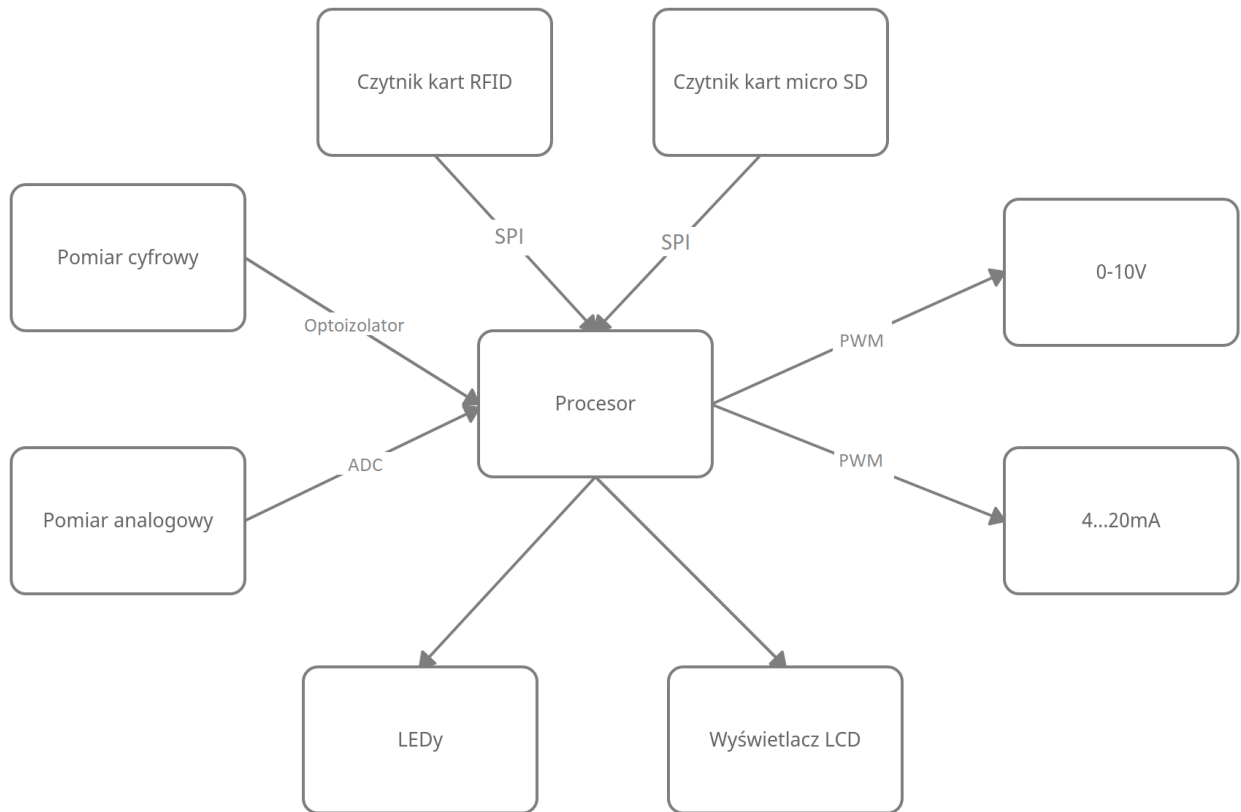 Czytnik kart RFID
Czytnik kart micro SD
Pomiar cyfrowy
SPI
SPI
0-10V
Optoizolator
PWM
Procesor
ADC
PWM
Pomiar analogowy
4...20mA
LEDy
Wyświetlacz LCD